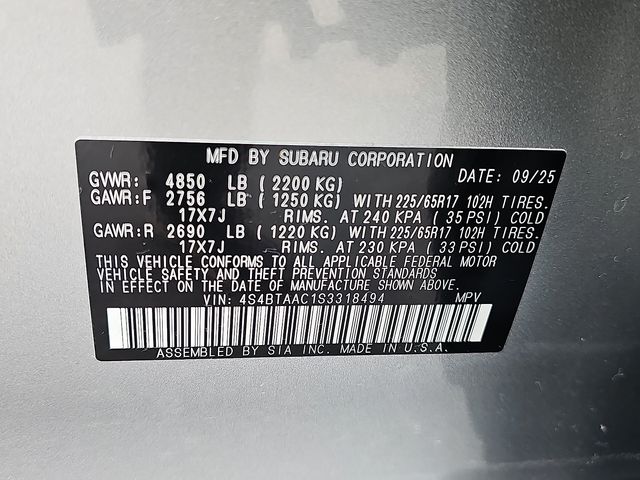 MFD BY SUBARU CORPORATION DATE: 09/25
GVWR: 4850 LB (2200 KG)
GAWR:F 2756 LB (1250 KG) WITH 225/65R17 102H TIRES.
17X7J RIMS. AT 240 KPA (35 PSI) COLD
GAWR:R 2690 LB (1220 KG) WITH 225/65R17 102H TIRES.
17X7J RIMS. AT 230 KPA (33 PSI) COLD
THIS VEHICLE CONFORMS TO ALL APPLICABLE FEDERAL MOTOR
VEHICLE SAFETY AND THEFT PREVENTION STANDARDS
IN EFFECT ON THE DATE OF MANUFACTURE SHOWN ABOVE.
VIN: 4S4BTAAC1S3318494 MPV
ASSEMBLED BY SIA INC. MADE IN U.S.A.